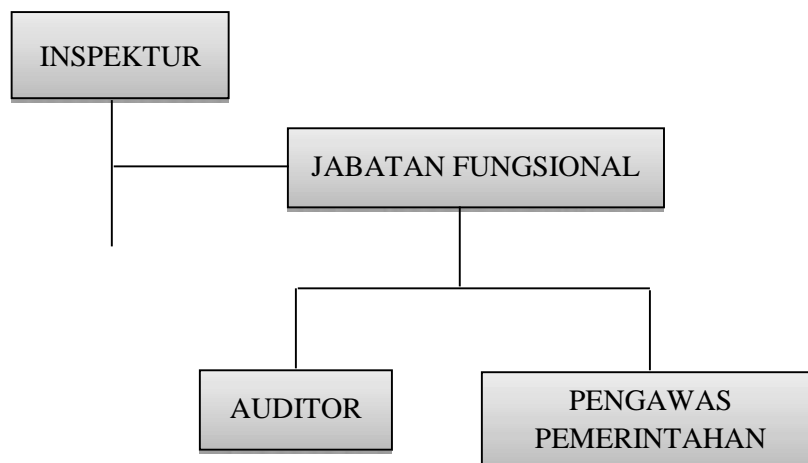 INSPEKTUR
JABATAN FUNGSIONAL
AUDITOR
PENGAWAS
PEMERINTAHAN